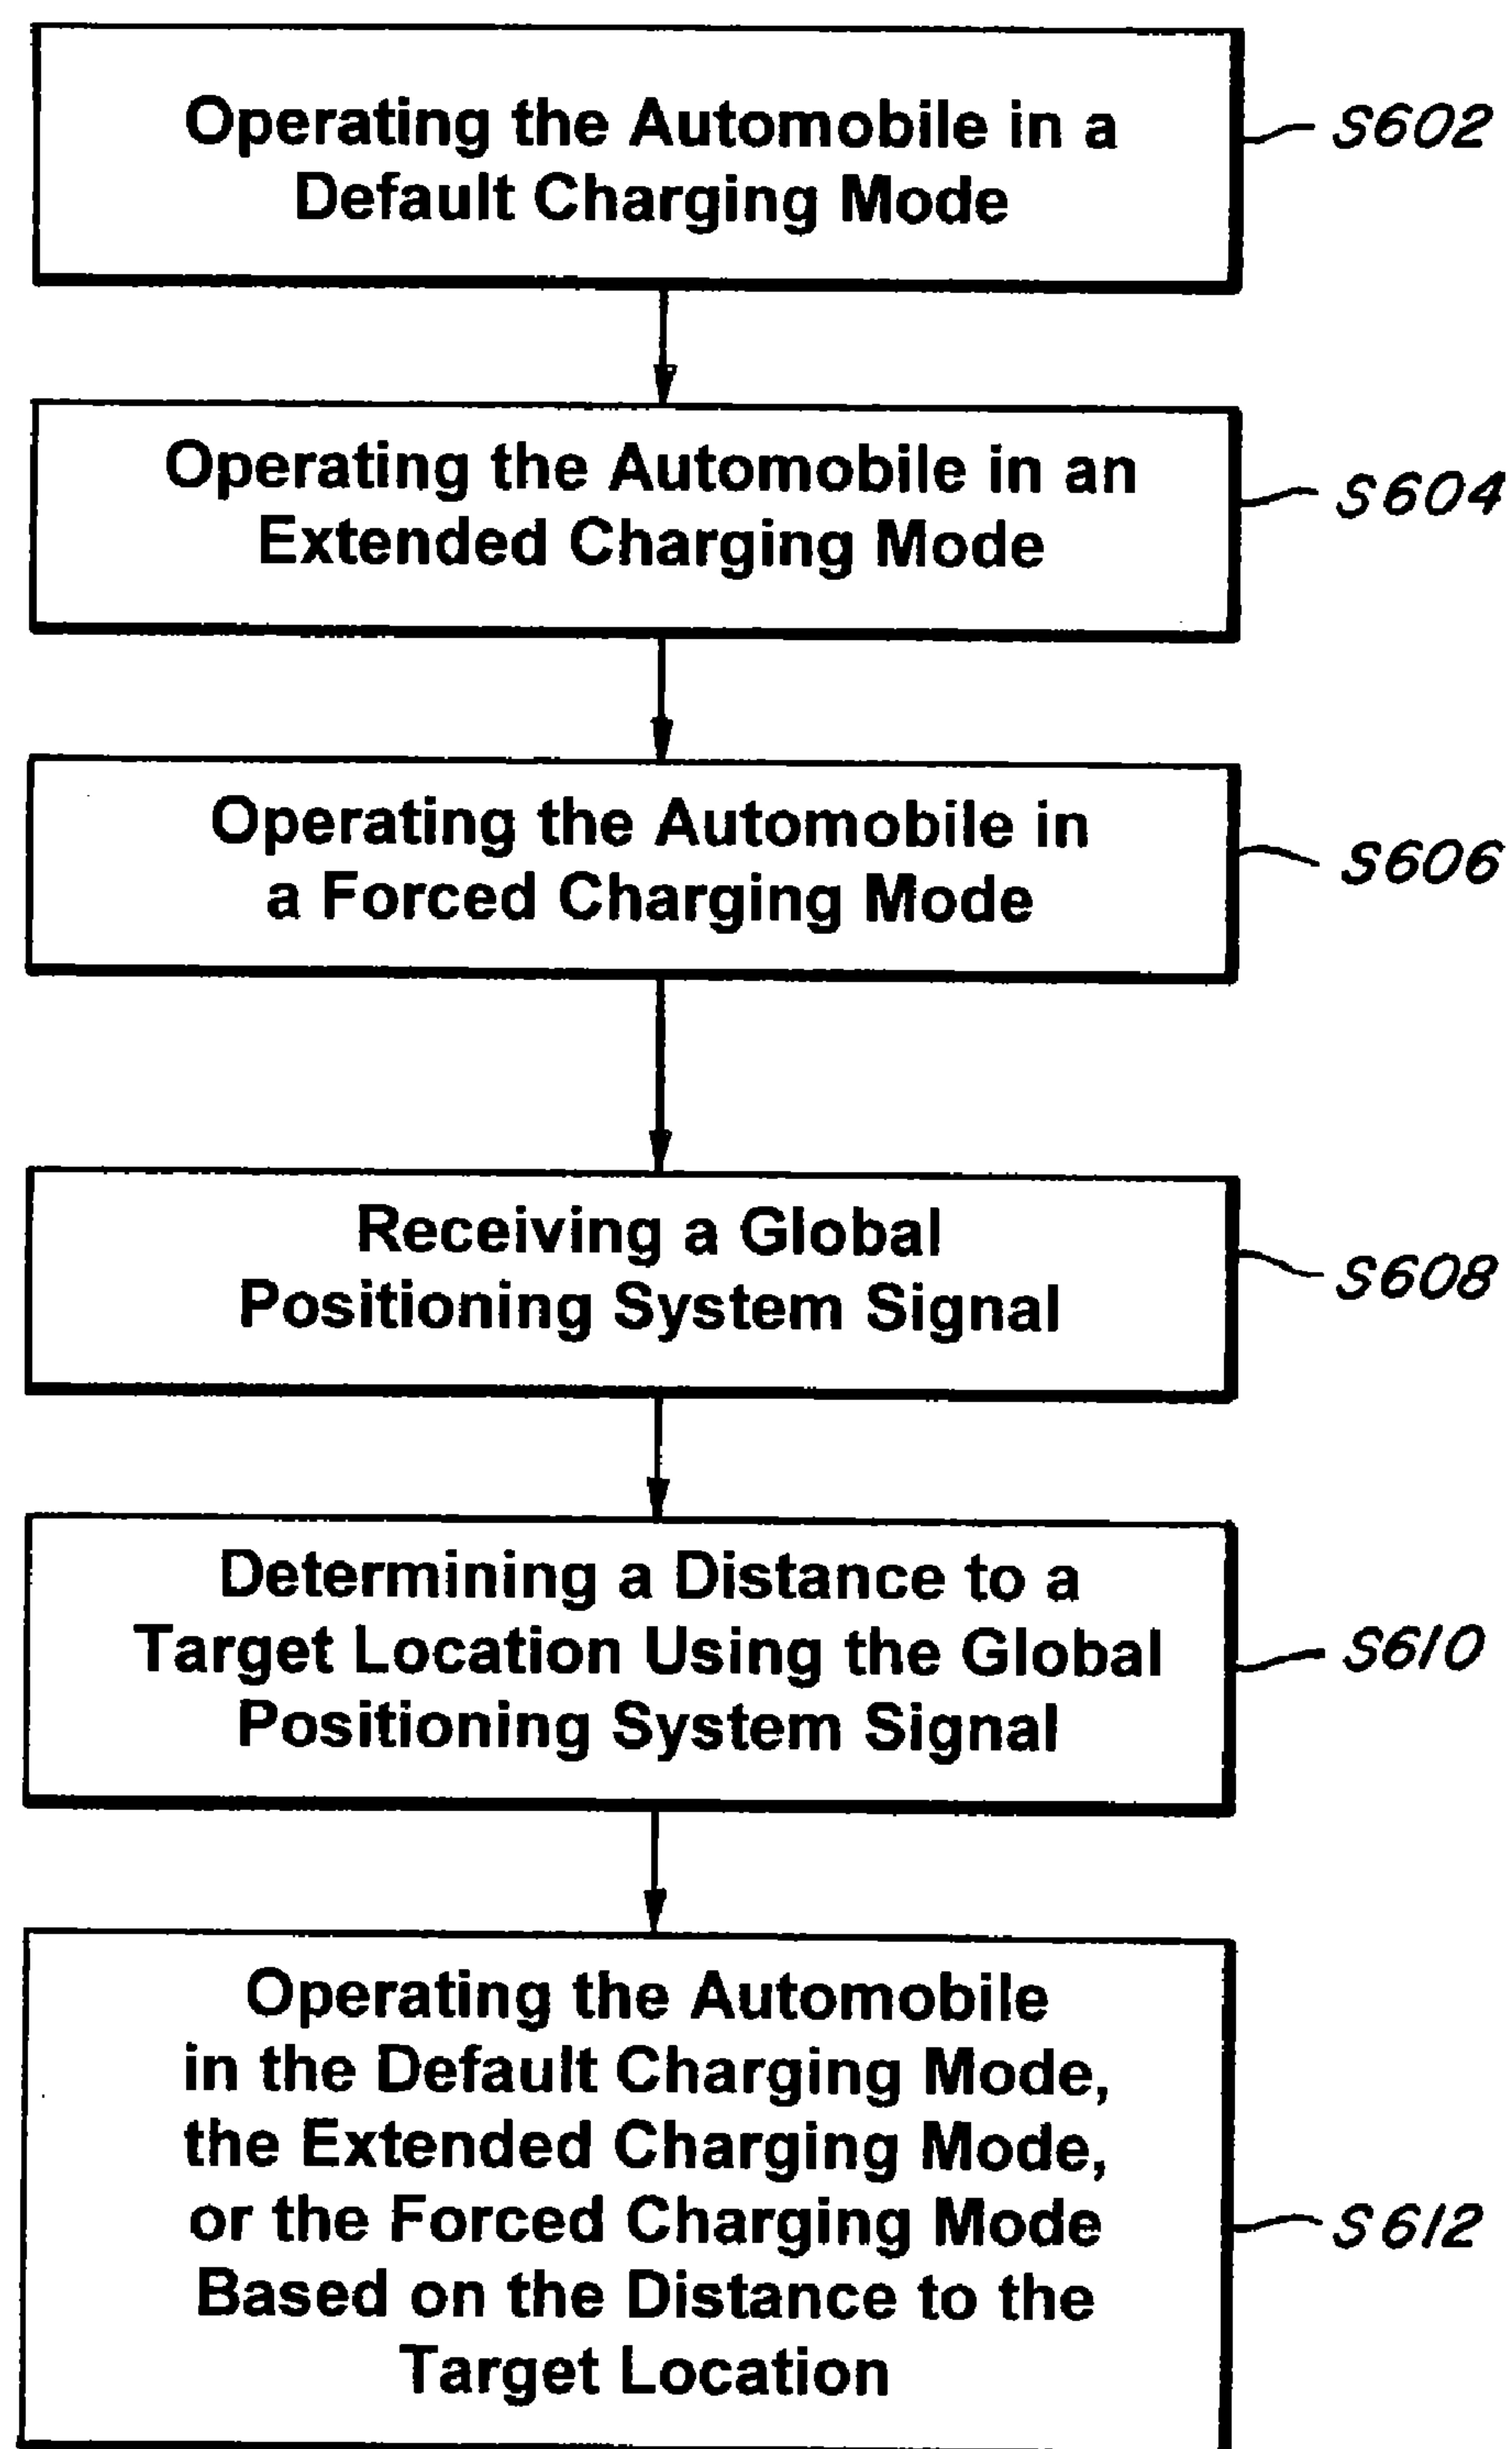 Operating the Automobile in a
Default Charging Mode
S602
Operating the Automobile in an
Extended Charging Mode
S604
Operating the Automobile in
a Forced Charging Mode
S606
Receiving a Global
Positioning System Signal
S608
Determining a Distance to a
Target Location Using the Global
Positioning System Signal
S610
Operating the Automobile
in the Default Charging Mode,
the Extended Charging Mode,
or the Forced Charging Mode
Based on the Distance to the
Target Location
S612